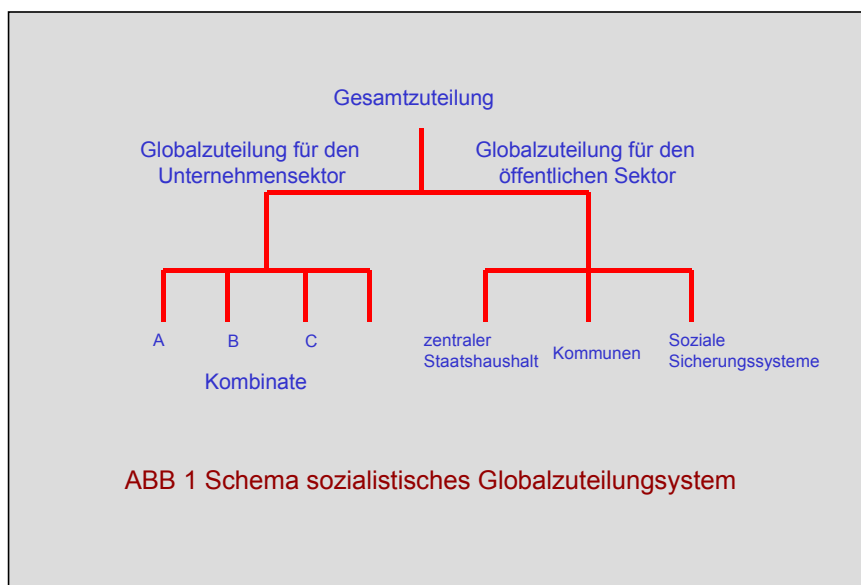 Gesamtzuteilung
Globalzuteilung für den
Unternehmensektor
Globalzuteilung für den
öffentlichen Sektor
A
B
C
Kombinate
zentraler
Staatshaushalt
Kommunen
Soziale
Sicherungssysteme
ABB 1 Schema sozialistisches Globalzuteilungsystem